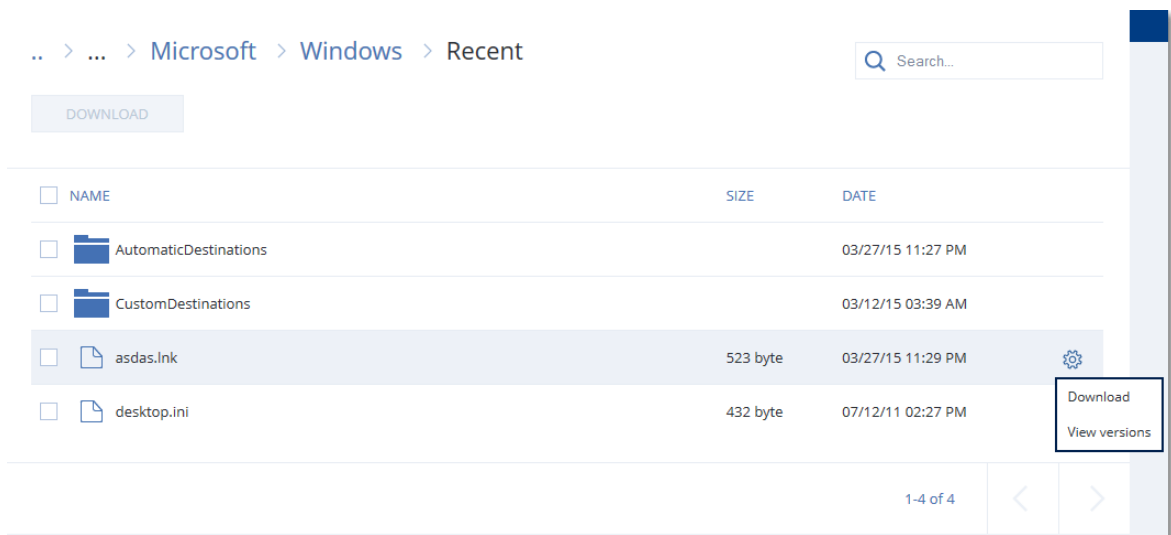 .. > ... > Microsoft > Windows > Recent
Search...
DOWNLOAD
NAME SIZE DATE
AutomaticDestinations 03/27/15 11:27 PM
CustomDestinations 03/12/15 03:39 AM
asdas.lnk 523 byte 03/27/15 11:29 PM
Download
desktop.ini 432 byte 07/12/11 02:27 PM
View versions
1-4 of 4